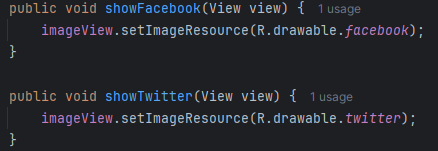 public void showFacebook(View view) { 1 usage
    imageView.setImageResource(R.drawable.facebook);
}
public void showTwitter(View view) { 1 usage
    imageView.setImageResource(R.drawable.twitter);
}